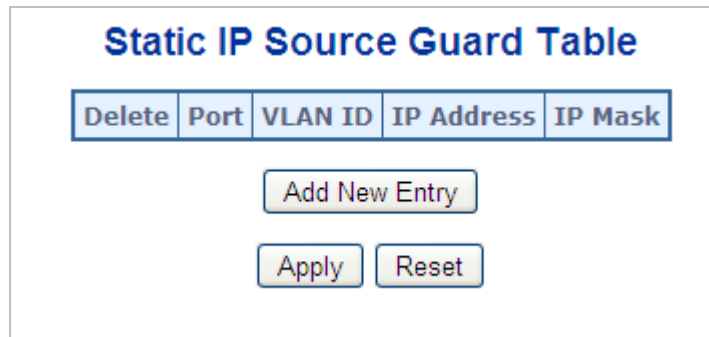 Static IP Source Guard Table
Delete Port VLAN ID IP Address IP Mask
Add New Entry
Apply Reset